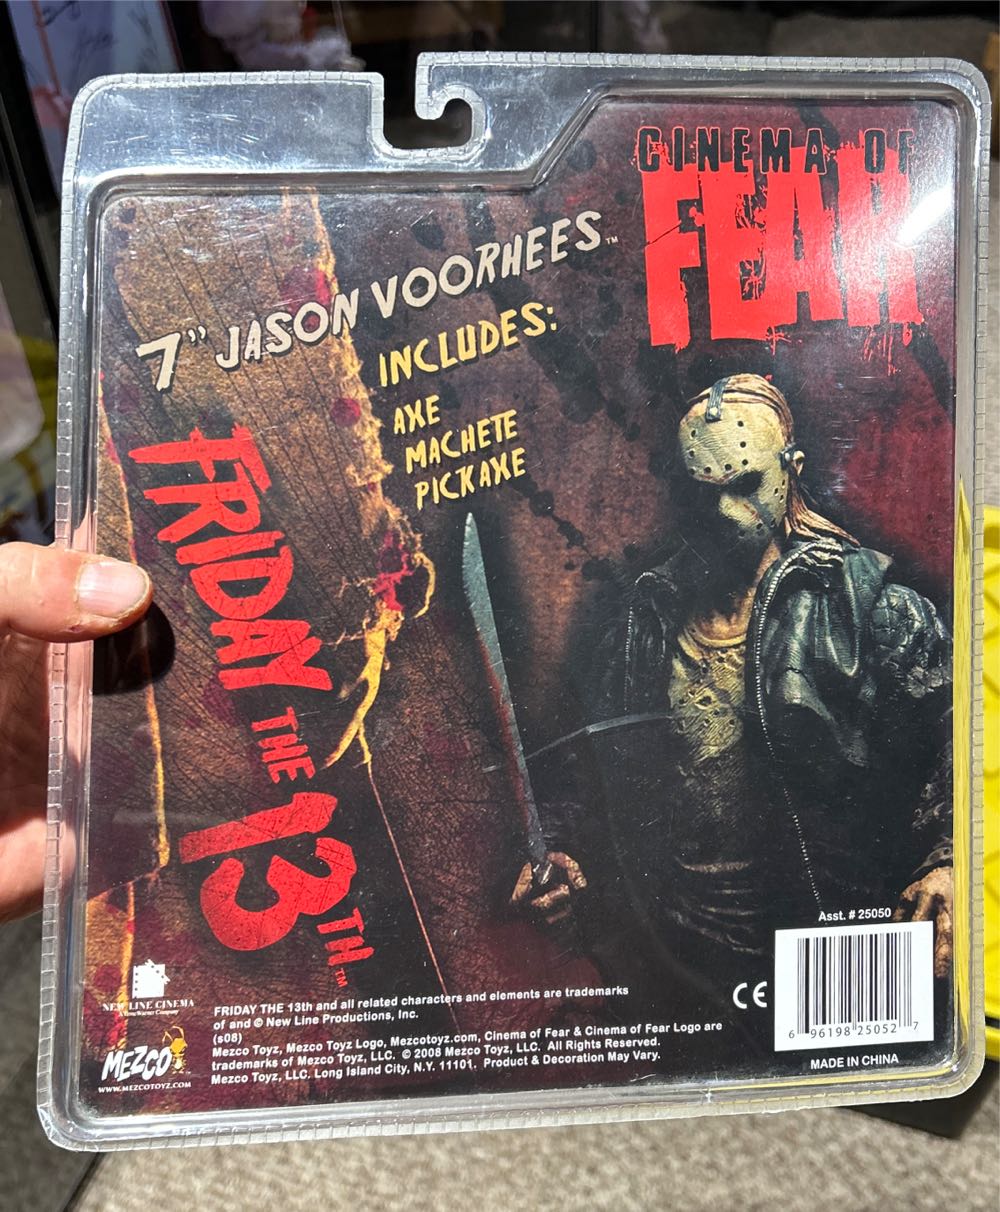 CINEMA OF
FEAR
7" JASON VOORHEES™
INCLUDES:
AXE
MACHETE
PICKAXE
FRIDAY THE 13TH™
Asst. # 25050
CE
6 96198 25052 7
MADE IN CHINA
NEW LINE CINEMA
A Time Warner Company
MEZCO
WWW.MEZCOTOYZ.COM
FRIDAY THE 13th and all related characters and elements are trademarks
of and © New Line Productions, Inc.
(s08)
Mezco Toyz, Mezco Toyz Logo, Mezcotoyz.com, Cinema of Fear & Cinema of Fear Logo are
trademarks of Mezco Toyz, LLC. © 2008 Mezco Toyz, LLC. All Rights Reserved.
Mezco Toyz, LLC. Long Island City, N.Y. 11101. Product & Decoration May Vary.